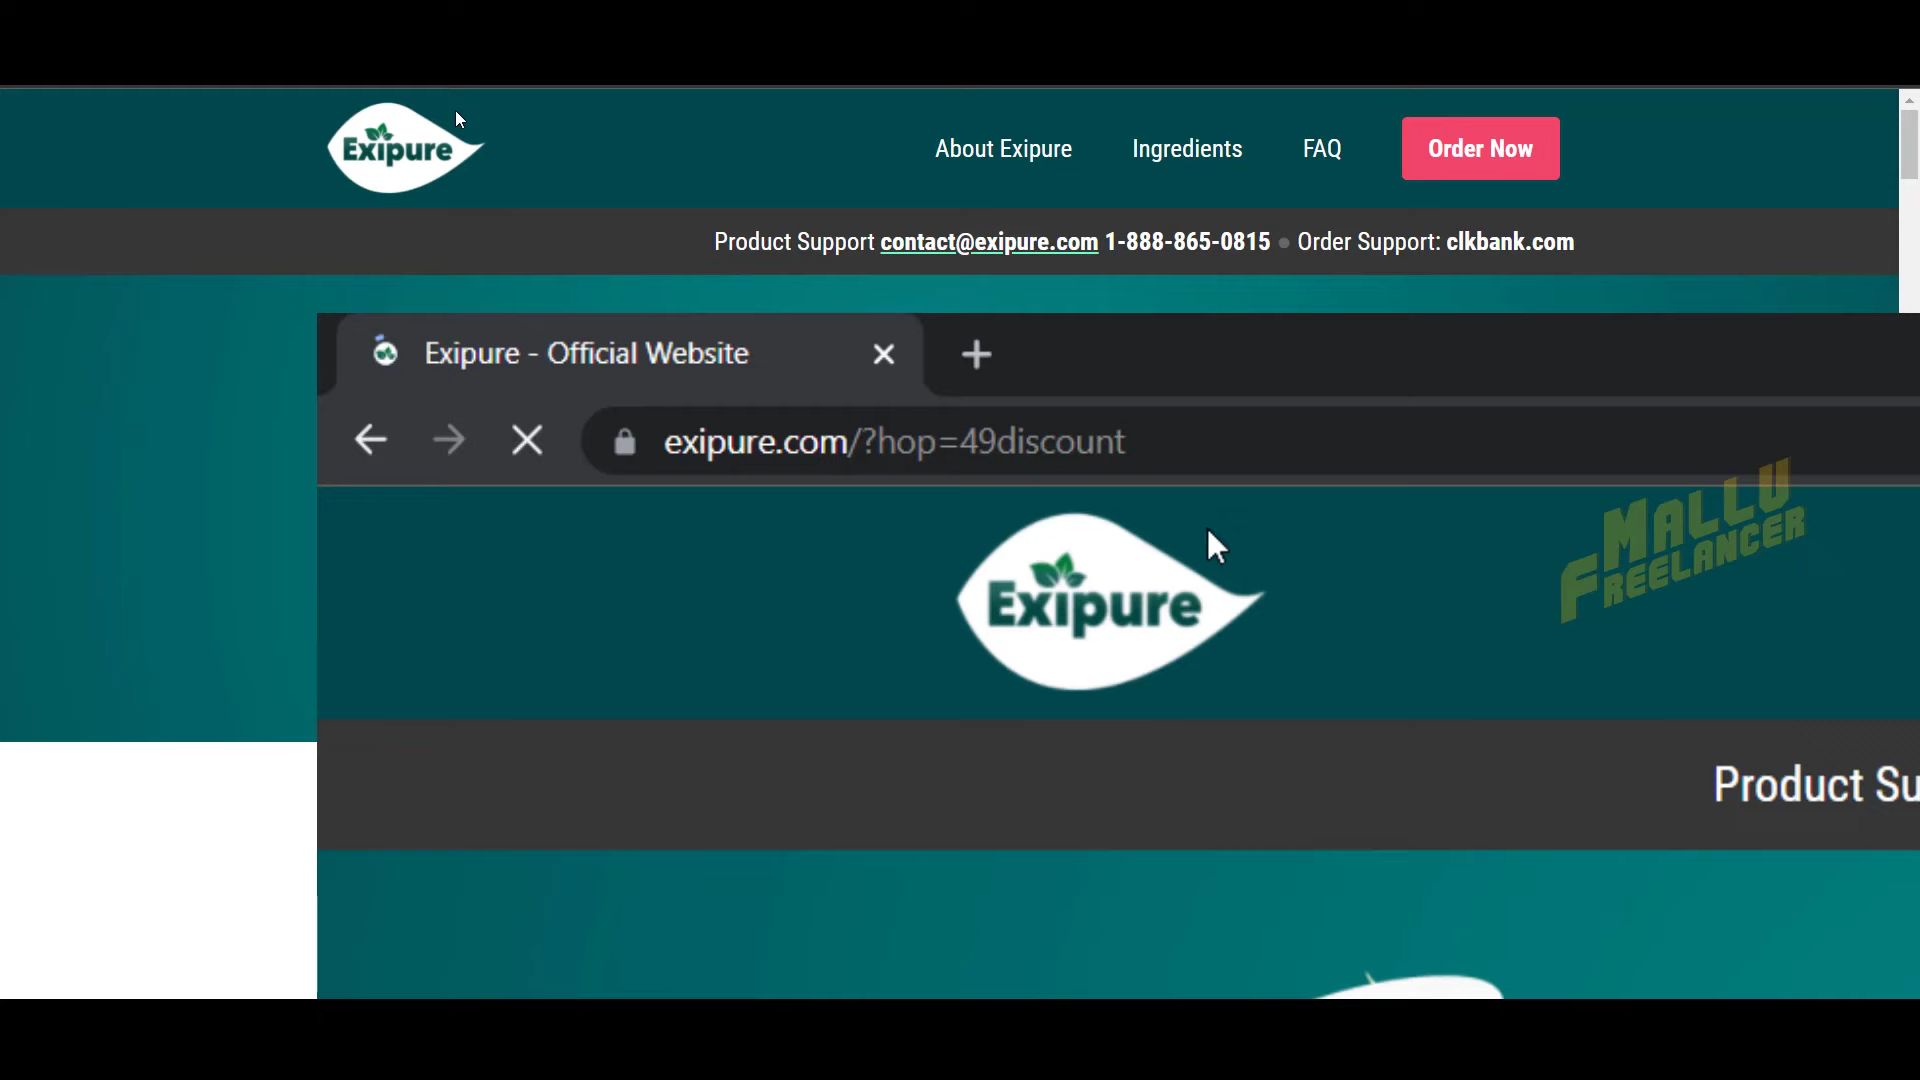 Exipure
About Exipure Ingredients FAQ Order Now
Product Support contact@exipure.com 1-888-865-0815 ● Order Support: clkbank.com
Exipure - Official Website
exipure.com/?hop=49discount
Exipure
MALLU
FREELANCER
Product Su